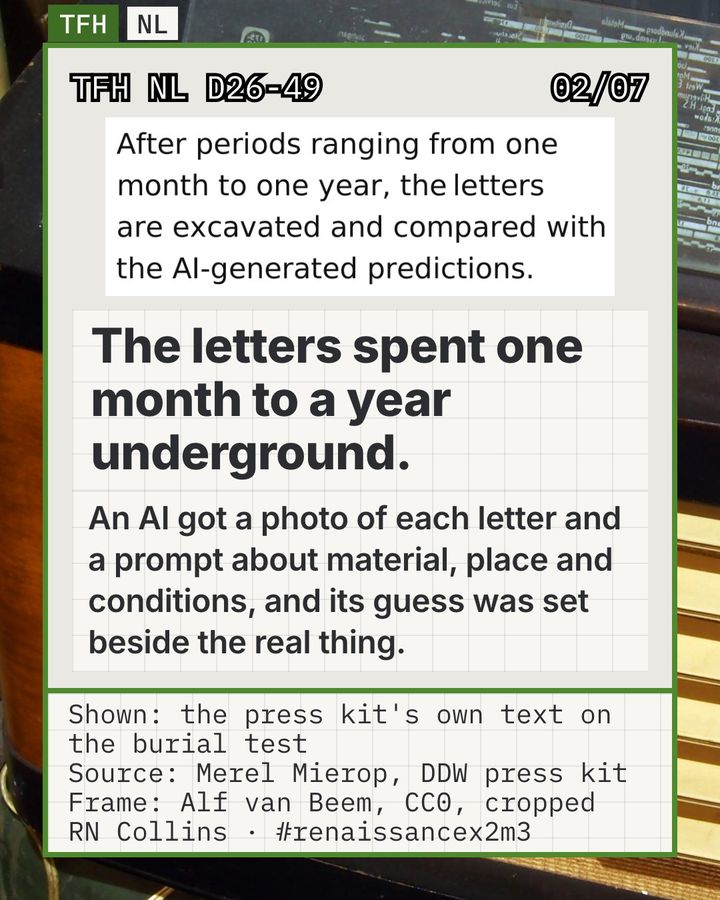 TFH NL
TFH NL D26-49 02/07
After periods ranging from one
month to one year, the letters
are excavated and compared with
the AI-generated predictions.
The letters spent one
month to a year
underground.
An AI got a photo of each letter and
a prompt about material, place and
conditions, and its guess was set
beside the real thing.
Shown: the press kit's own text on
the burial test
Source: Merel Mierop, DDW press kit
Frame: Alf van Beem, CC0, cropped
RN Collins · #renaissancex2m3